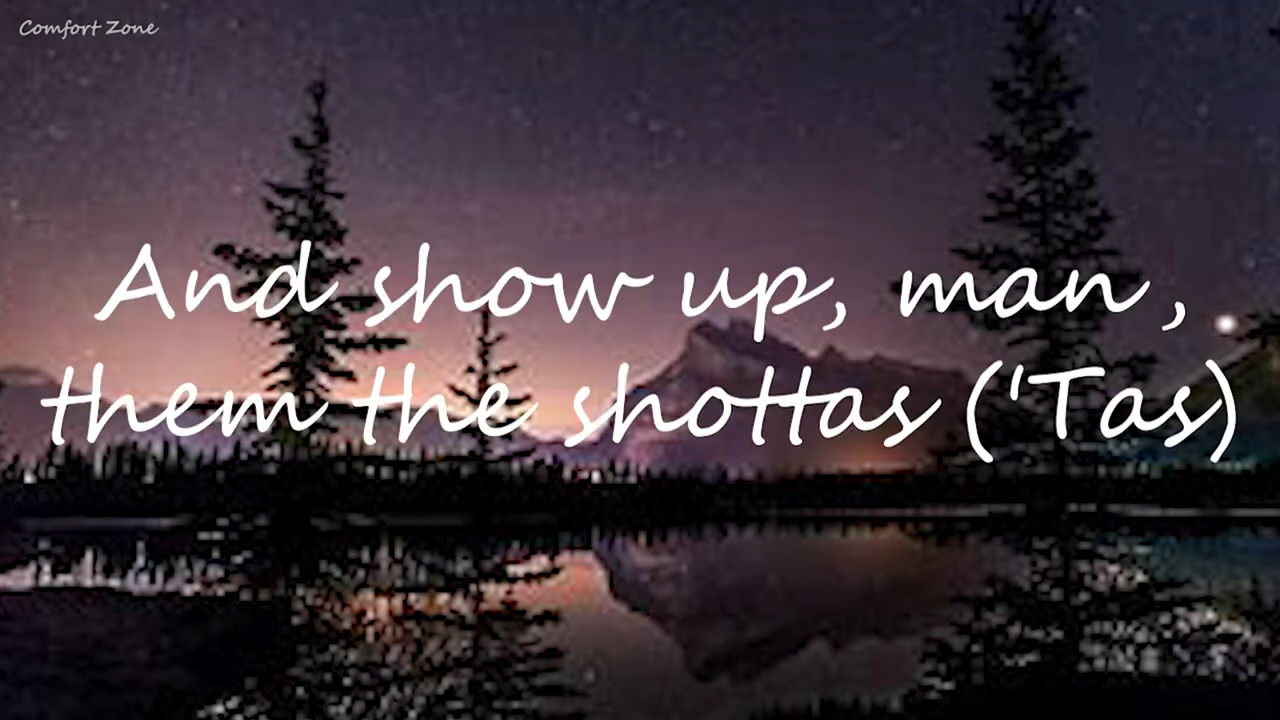 Comfort Zone
And show up, man ,
them the shottas ('Tas)